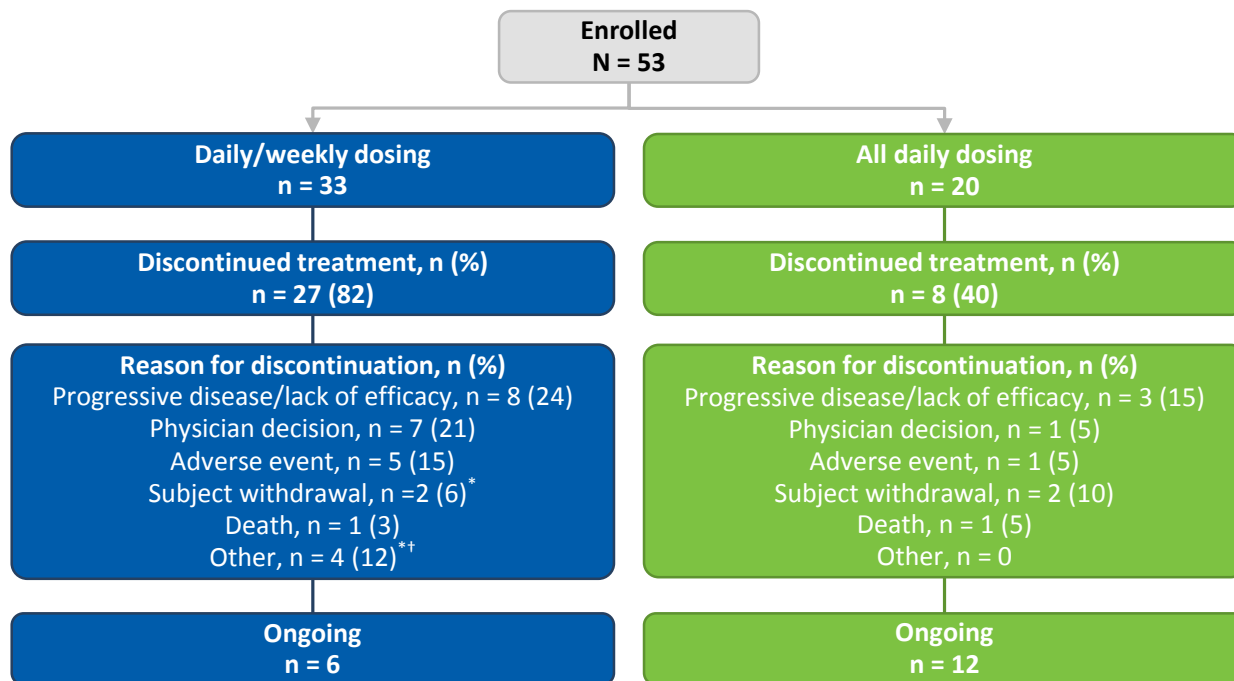 Enrolled
N = 53
Daily/weekly dosing
n = 33
Discontinued treatment, n (%)
n = 27 (82)
Reason for discontinuation, n (%)
Progressive disease/lack of efficacy, n = 8 (24)
Physician decision, n = 7 (21)
Adverse event, n = 5 (15)
Subject withdrawal, n =2 (6)*
Death, n = 1 (3)
Other, n = 4 (12)*†
Ongoing
n = 6
All daily dosing
n = 20
Discontinued treatment, n (%)
n = 8 (40)
Reason for discontinuation, n (%)
Progressive disease/lack of efficacy, n = 3 (15)
Physician decision, n = 1 (5)
Adverse event, n = 1 (5)
Subject withdrawal, n = 2 (10)
Death, n = 1 (5)
Other, n = 0
Ongoing
n = 12